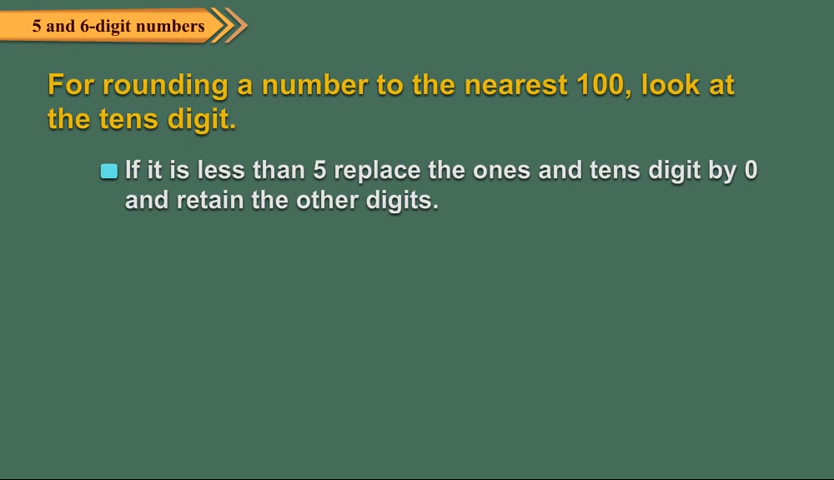 5 and 6-digit numbers
For rounding a number to the nearest 100, look at
the tens digit.
If it is less than 5 replace the ones and tens digit by 0
and retain the other digits.